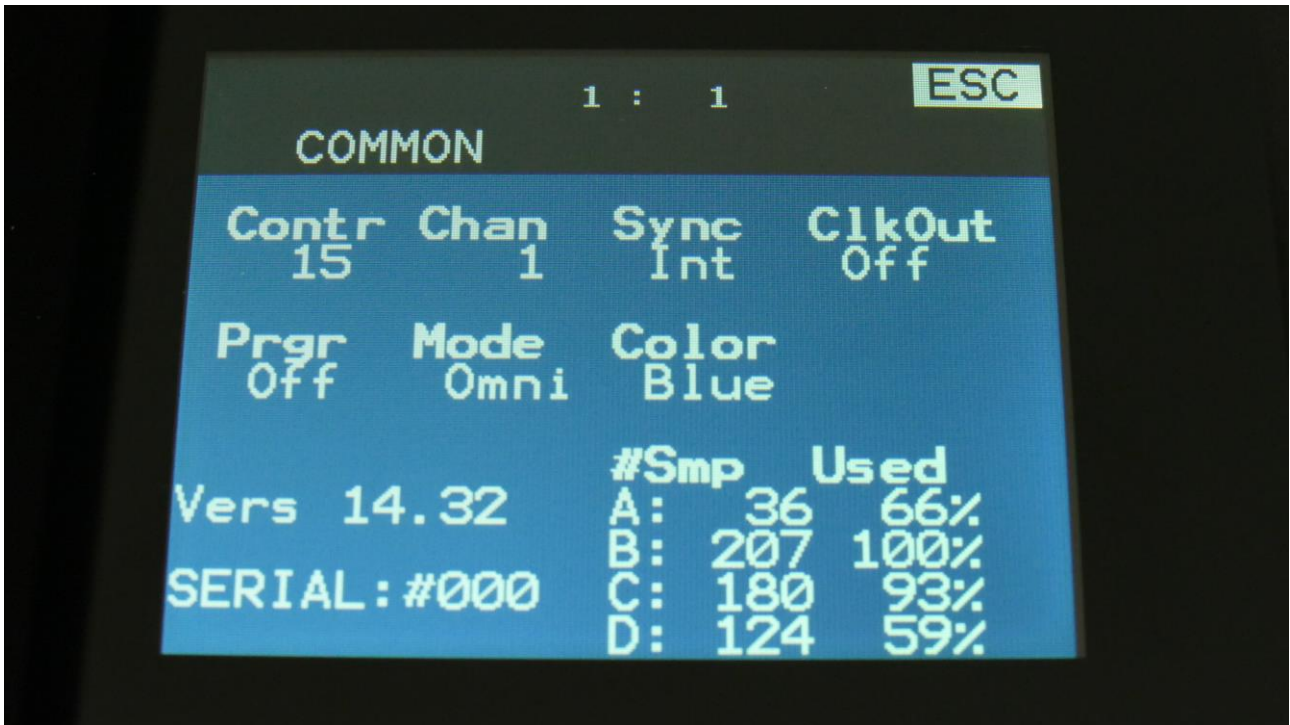 1 : 1 ESC
COMMON
Contr Chan Sync ClkOut
15 1 Int Off
Prgr Mode Color
Off Omni Blue
#Smp Used
Vers 14.32 A: 36 66%
B: 207 100%
SERIAL:#000 C: 180 93%
D: 124 59%